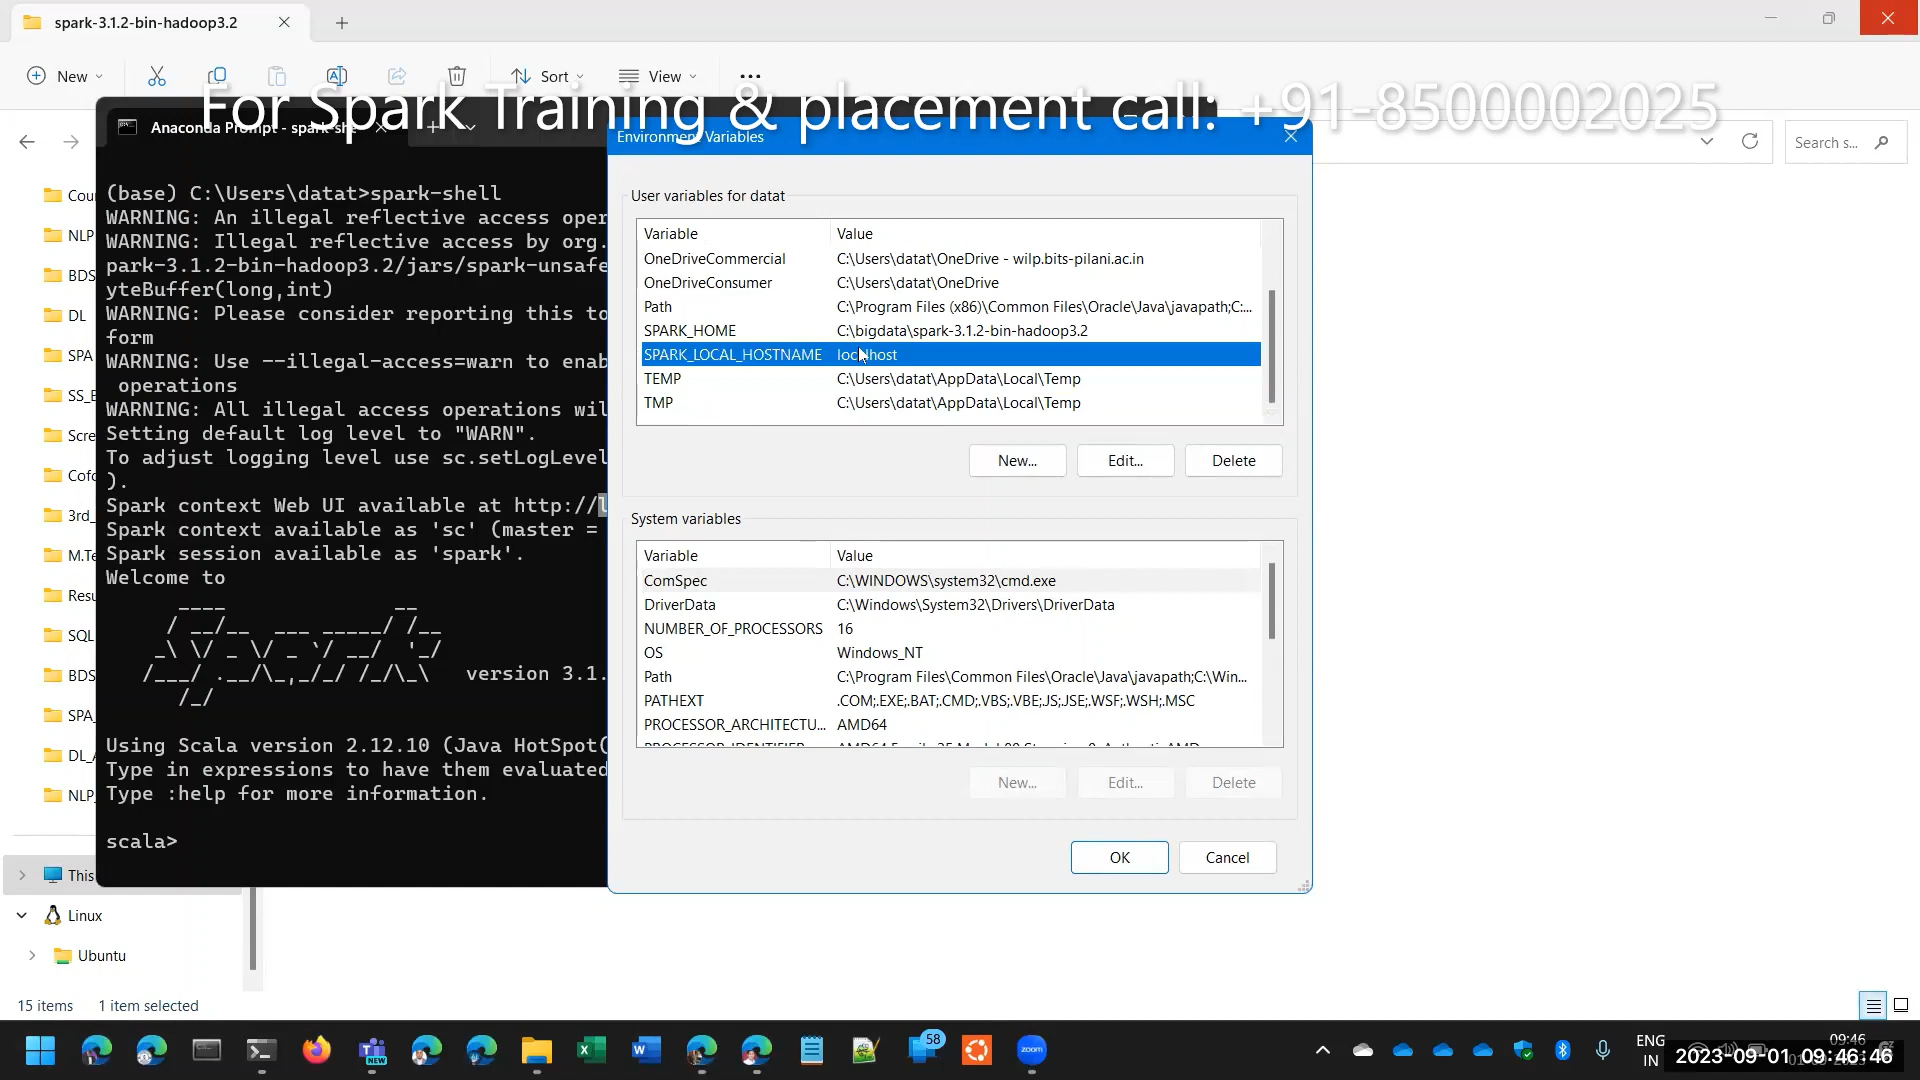 spark-3.1.2-bin-hadoop3.2
New
Sort
View
For Spark Training & placement call: +91-8500002025
Anaconda Prompt - spark-she
Environment Variables
Search s...
(base) C:\Users\datat>spark-shell
WARNING: An illegal reflective access oper
WARNING: Illegal reflective access by org.
park-3.1.2-bin-hadoop3.2/jars/spark-unsafe
yteBuffer(long,int)
WARNING: Please consider reporting this to
form
WARNING: Use --illegal-access=warn to enab
operations
WARNING: All illegal access operations wil
Setting default log level to "WARN".
To adjust logging level use sc.setLogLevel
).
Spark context Web UI available at http://l
Spark context available as 'sc' (master =
Spark session available as 'spark'.
Welcome to
version 3.1.
Using Scala version 2.12.10 (Java HotSpot(
Type in expressions to have them evaluated
Type :help for more information.
scala>
Cour
NLP
BDS
DL
SPA
SS_E
Scre
Cofo
3rd_
M.Te
Resu
SQL
BDS
SPA_
DL_A
NLP_
This
Linux
Ubuntu
User variables for datat
Variable Value
OneDriveCommercial C:\Users\datat\OneDrive - wilp.bits-pilani.ac.in
OneDriveConsumer C:\Users\datat\OneDrive
Path C:\Program Files (x86)\Common Files\Oracle\Java\javapath;C:...
SPARK_HOME C:\bigdata\spark-3.1.2-bin-hadoop3.2
SPARK_LOCAL_HOSTNAME localhost
TEMP C:\Users\datat\AppData\Local\Temp
TMP C:\Users\datat\AppData\Local\Temp
New... Edit... Delete
System variables
Variable Value
ComSpec C:\WINDOWS\system32\cmd.exe
DriverData C:\Windows\System32\Drivers\DriverData
NUMBER_OF_PROCESSORS 16
OS Windows_NT
Path C:\Program Files\Common Files\Oracle\Java\javapath;C:\Win...
PATHEXT .COM;.EXE;.BAT;.CMD;.VBS;.VBE;.JS;.JSE;.WSF;.WSH;.MSC
PROCESSOR_ARCHITECTU... AMD64
New... Edit... Delete
OK Cancel
15 items 1 item selected
NEW
58
zoom
ENG
IN
09:46
2023-09-01 09:46:46